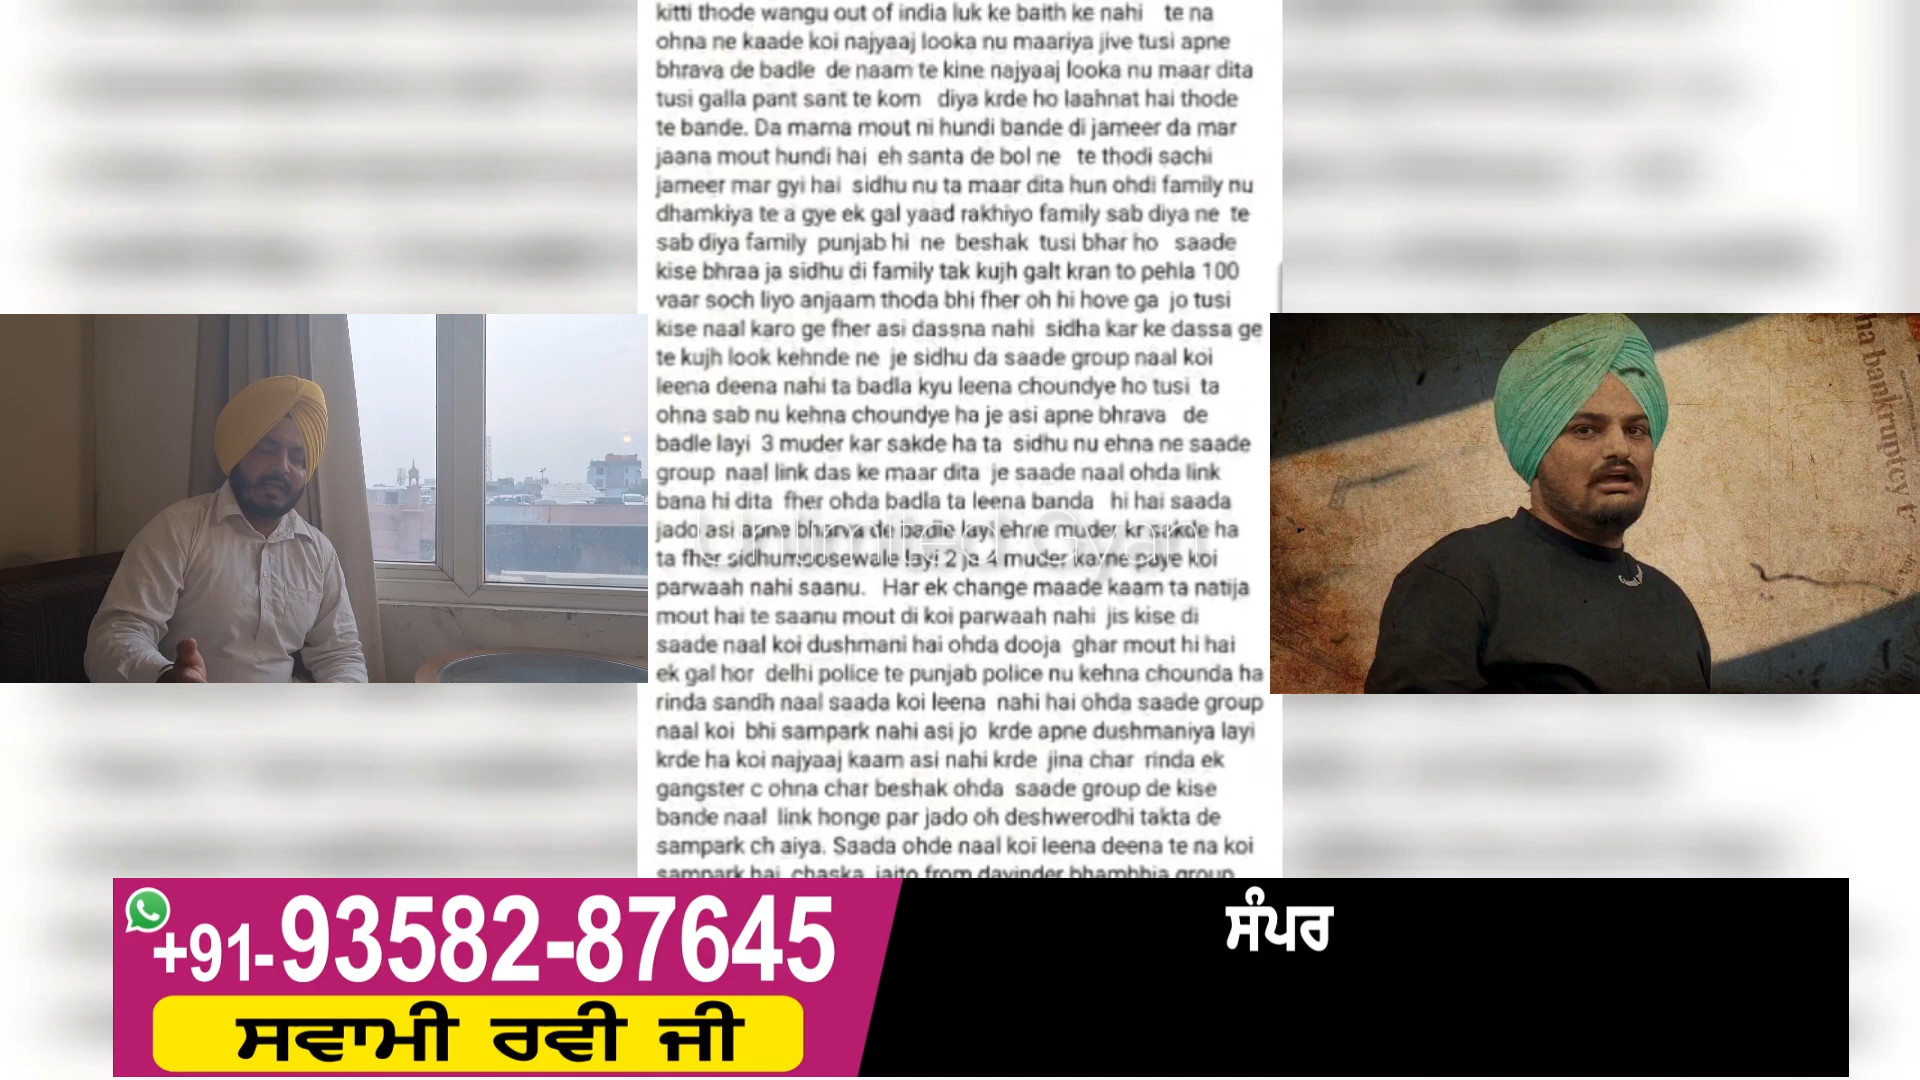 kitti thode wangu out of india luk ke baith ke nahi te na
ohna ne kaade koi najyaaj looka nu maariya jive tusi apne
bhrava de badle de naam te kine najyaaj looka nu maar dita
tusi galla pant sant te kom diya krde ho laahnat hai thode
te bande. Da marna mout ni hundi bande di jameer da mar
jaana mout hundi hai eh santa de bol ne te thodi sachi
jameer mar gyi hai sidhu nu ta maar dita hun ohdi family nu
dhamkiya te a gye ek gal yaad rakhiyo family sab diya ne te
sab diya family punjab hi ne beshak tusi bhar ho saade
kise bhraa ja sidhu di family tak kujh galt kran to pehla 100
vaar soch liyo anjaam thoda bhi fher oh hi hove ga jo tusi
kise naal karo ge fher asi dassna nahi sidha kar ke dassa ge
te kujh look kehnde ne je sidhu da saade group naal koi
leena deena nahi ta badla kyu leena choundye ho tusi ta
ohna sab nu kehna choundye ha je asi apne bhrava de
badle layi 3 muder kar sakde ha ta sidhu nu ehna ne saade
group naal link das ke maar dita je saade naal ohda link
bana hi dita fher ohda badla ta leena banda hi hai saada
jado asi apne bharva de badle layi ehne muder kr sakde ha
ta fher sidhumoosewale layi 2 ja 4 muder karne paye koi
parwaah nahi saanu. Har ek change maade kaam ta natija
mout hai te saanu mout di koi parwaah nahi jis kise di
saade naal koi dushmani hai ohda dooja ghar mout hi hai
ek gal hor delhi police te punjab police nu kehna chounda ha
rinda sandh naal saada koi leena nahi hai ohda saade group
naal koi bhi sampark nahi asi jo krde apne dushmaniya layi
krde ha koi najyaaj kaam asi nahi krde jina char rinda ek
gangster c ohna char beshak ohda saade group de kise
bande naal link honge par jado oh deshwerodhi takta de
sampark ch aiya. Saada ohde naal koi leena deena te na koi
sampark hai chaska jaito from davinder bhambhia group
ha bankruptcy t
+91-93582-87645
ਸਵਾਮੀ ਰਵੀ ਜੀ
ਸੰਪਰ